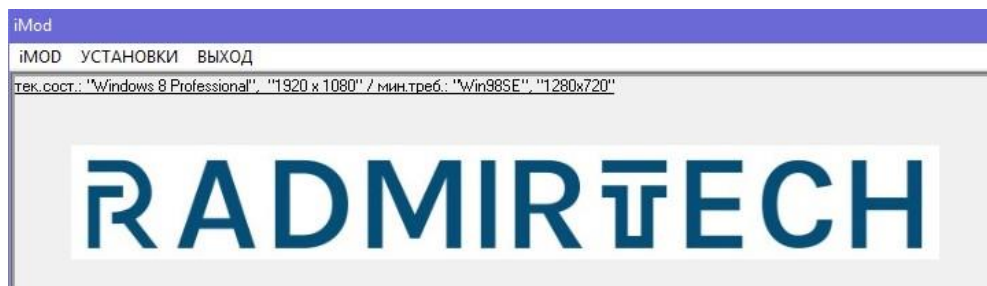 iMod
iMOD УСТАНОВКИ ВЫХОД
тек.сост.: "Windows 8 Professional", "1920 x 1080" / мин.треб.: "Win98SE", "1280x720"
RADMIRTECH